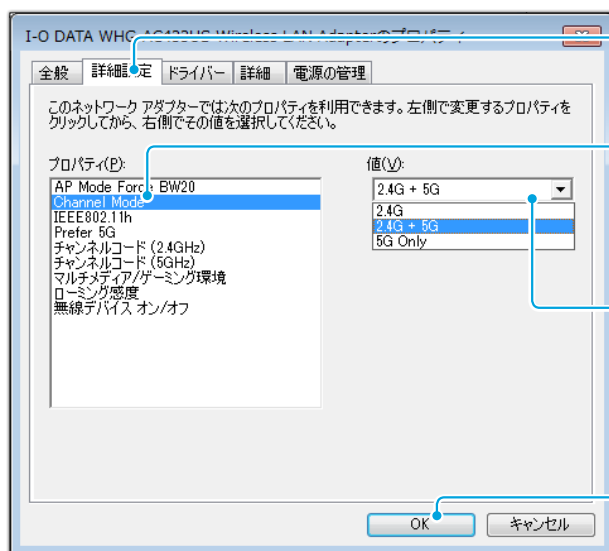 I-O DATA WHG-AC433US Wireless LAN Adapterのプロパティ
全般 詳細設定 ドライバー 詳細 電源の管理
このネットワーク アダプターでは次のプロパティを利用できます。左側で変更するプロパティを
クリックしてから、右側でその値を選択してください。
プロパティ(P):
値(V):
AP Mode Force BW20
Channel Mode
IEEE802.11h
Prefer 5G
チャンネルコード (2.4GHz)
チャンネルコード (5GHz)
マルチメディア/ゲーミング環境
ローミング感度
無線デバイス オン/オフ
2.4G + 5G
2.4G
2.4G + 5G
5G Only
OK
キャンセル